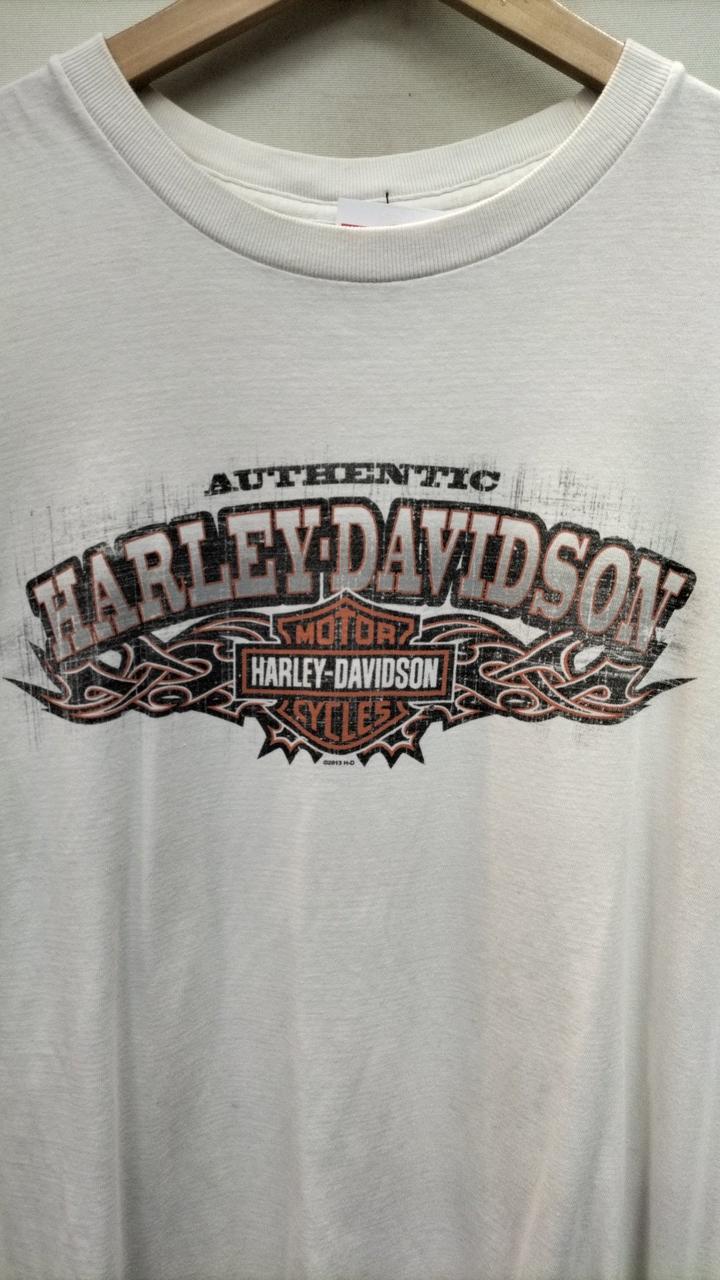 AUTHENTIC
HARLEY-DAVIDSON
MOTOR
HARLEY-DAVIDSON
CYCLES
©2013 H-D